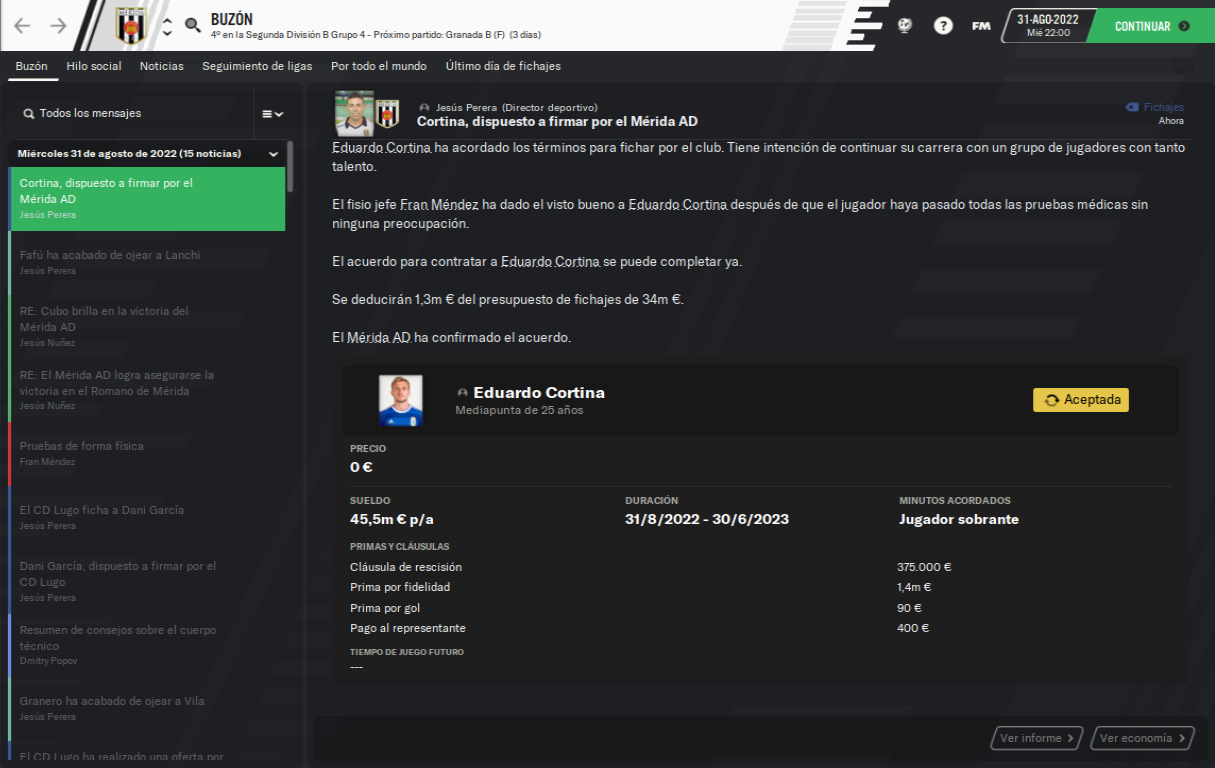 BUZÓN
4º en la Segunda División B Grupo 4 - Próximo partido: Granada B (F) (3 dias)
FM
31-AGO-2022
Mié 22:00
CONTINUAR
Buzón
Hilo social
Noticias
Seguimiento de ligas
Por todo el mundo
Último día de fichajes
Todos los mensajes
Miércoles 31 de agosto de 2022 (15 noticias)
Cortina, dispuesto a firmar por el
Mérida AD
Jesús Perera
Fafú ha acabado de ojear a Lanchi
Jesús Perera
RE: Cubo brilla en la victoria del
Mérida AD
Jesús Nuñez
RE: El Mérida AD logra asegurarse la
victoria en el Romano de Mérida
Jesús Nuñez
Pruebas de forma física
Fran Méndez
El CD Lugo ficha a Dani García
Jesús Perera
Dani García, dispuesto a firmar por el
CD Lugo
Jesús Perera
Resumen de consejos sobre el cuerpo
técnico
Dmitry Popov
Granero ha acabado de ojear a Vila
Jesús Perera
El CD Lugo ha realizado una oferta por
Jesús Perera (Director deportivo)
Cortina, dispuesto a firmar por el Mérida AD
Fichajes
Ahora
Eduardo Cortina ha acordado los términos para fichar por el club. Tiene intención de continuar su carrera con un grupo de jugadores con tanto
talento.
El fisio jefe Fran Méndez ha dado el visto bueno a Eduardo Cortina después de que el jugador haya pasado todas las pruebas médicas sin
ninguna preocupación.
El acuerdo para contratar a Eduardo Cortina se puede completar ya.
Se deducirán 1,3m € del presupuesto de fichajes de 34m €.
El Mérida AD ha confirmado el acuerdo.
Eduardo Cortina
Mediapunta de 25 años
Aceptada
PRECIO
0 €
SUELDO
45,5m € p/a
DURACIÓN
31/8/2022 - 30/6/2023
MINUTOS ACORDADOS
Jugador sobrante
PRIMAS Y CLÁUSULAS
Cláusula de rescisión
375.000 €
Prima por fidelidad
1,4m €
Prima por gol
90 €
Pago al representante
400 €
TIEMPO DE JUEGO FUTURO
---
Ver informe
Ver economía